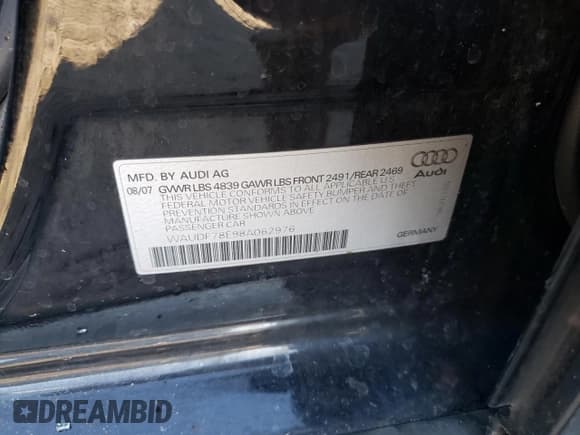 MFD. BY AUDI AG
08/07 GVWR LBS 4839 GAWR LBS FRONT 2491/REAR 2469
THIS VEHICLE CONFORMS TO ALL APPLICABLE U.S.
FEDERAL MOTOR VEHICLE SAFETY BUMPER AND THEFT
PREVENTION STANDARDS IN EFFECT ON THE DATE OF
MANUFACTURE SHOWN ABOVE
PASSENGER CAR
WAUDF78E98A062976
Audi
GERMANY
DREAMBID